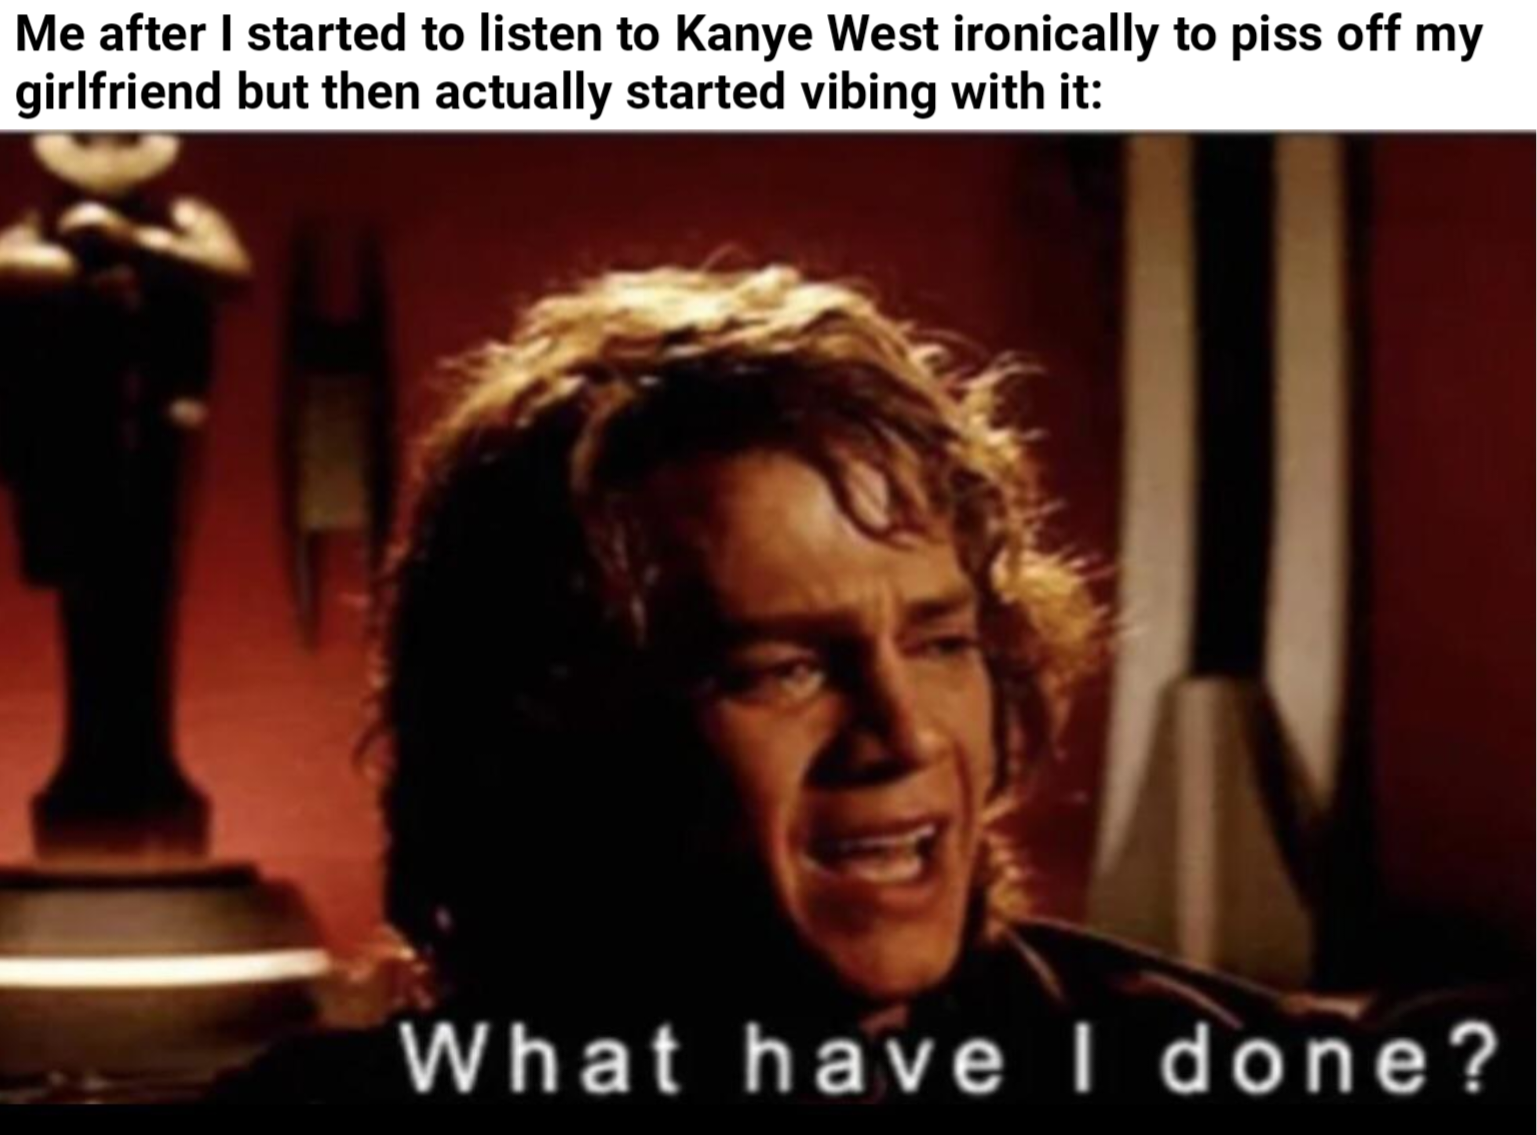 Me after I started to listen to Kanye West ironically to piss off my
girlfriend but then actually started vibing with it:
What have I done?